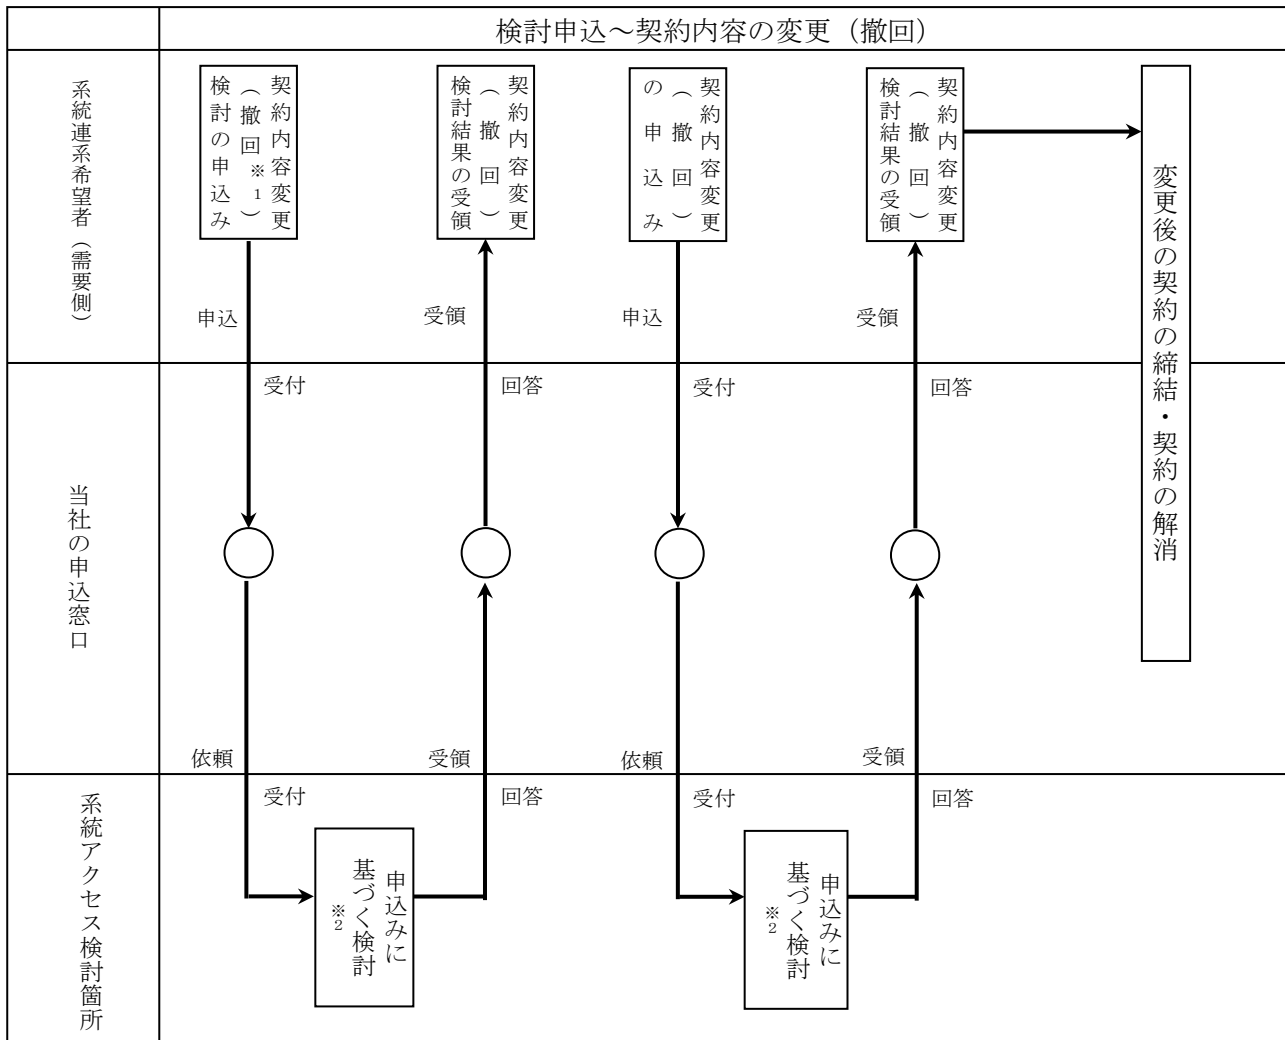 検討申込～契約内容の変更（撤回）
系統連系希望者（需要側）
契約内容変更
（撤回※1）
検討の申込み
契約内容変更
（撤回）
検討結果の受領
契約内容変更
（撤回）
の申込み
契約内容変更
（撤回）
検討結果の受領
変更後の契約の締結・契約の解消
申込
受領
申込
受領
当社の申込窓口
受付
回答
受付
回答
依頼
受領
依頼
受領
系統アクセス検討箇所
受付
回答
受付
回答
申込みに
基づく検討
※2
申込みに
基づく検討
※2